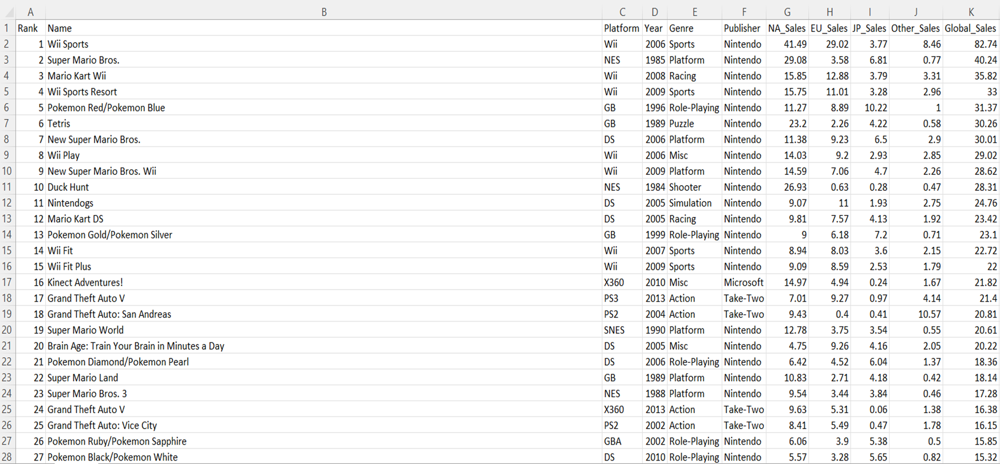 A B C D E F G H I J K
1 Rank Name Platform Year Genre Publisher NA_Sales EU_Sales JP_Sales Other_Sales Global_Sales
2 1 Wii Sports Wii 2006 Sports Nintendo 41.49 29.02 3.77 8.46 82.74
3 2 Super Mario Bros. NES 1985 Platform Nintendo 29.08 3.58 6.81 0.77 40.24
4 3 Mario Kart Wii Wii 2008 Racing Nintendo 15.85 12.88 3.79 3.31 35.82
5 4 Wii Sports Resort Wii 2009 Sports Nintendo 15.75 11.01 3.28 2.96 33
6 5 Pokemon Red/Pokemon Blue GB 1996 Role-Playing Nintendo 11.27 8.89 10.22 1 31.37
7 6 Tetris GB 1989 Puzzle Nintendo 23.2 2.26 4.22 0.58 30.26
8 7 New Super Mario Bros. DS 2006 Platform Nintendo 11.38 9.23 6.5 2.9 30.01
9 8 Wii Play Wii 2006 Misc Nintendo 14.03 9.2 2.93 2.85 29.02
10 9 New Super Mario Bros. Wii Wii 2009 Platform Nintendo 14.59 7.06 4.7 2.26 28.62
11 10 Duck Hunt NES 1984 Shooter Nintendo 26.93 0.63 0.28 0.47 28.31
12 11 Nintendogs DS 2005 Simulation Nintendo 9.07 11 1.93 2.75 24.76
13 12 Mario Kart DS DS 2005 Racing Nintendo 9.81 7.57 4.13 1.92 23.42
14 13 Pokemon Gold/Pokemon Silver GB 1999 Role-Playing Nintendo 9 6.18 7.2 0.71 23.1
15 14 Wii Fit Wii 2007 Sports Nintendo 8.94 8.03 3.6 2.15 22.72
16 15 Wii Fit Plus Wii 2009 Sports Nintendo 9.09 8.59 2.53 1.79 22
17 16 Kinect Adventures! X360 2010 Misc Microsoft 14.97 4.94 0.24 1.67 21.82
18 17 Grand Theft Auto V PS3 2013 Action Take-Two 7.01 9.27 0.97 4.14 21.4
19 18 Grand Theft Auto: San Andreas PS2 2004 Action Take-Two 9.43 0.4 0.41 10.57 20.81
20 19 Super Mario World SNES 1990 Platform Nintendo 12.78 3.75 3.54 0.55 20.61
21 20 Brain Age: Train Your Brain in Minutes a Day DS 2005 Misc Nintendo 4.75 9.26 4.16 2.05 20.22
22 21 Pokemon Diamond/Pokemon Pearl DS 2006 Role-Playing Nintendo 6.42 4.52 6.04 1.37 18.36
23 22 Super Mario Land GB 1989 Platform Nintendo 10.83 2.71 4.18 0.42 18.14
24 23 Super Mario Bros. 3 NES 1988 Platform Nintendo 9.54 3.44 3.84 0.46 17.28
25 24 Grand Theft Auto V X360 2013 Action Take-Two 9.63 5.31 0.06 1.38 16.38
26 25 Grand Theft Auto: Vice City PS2 2002 Action Take-Two 8.41 5.49 0.47 1.78 16.15
27 26 Pokemon Ruby/Pokemon Sapphire GBA 2002 Role-Playing Nintendo 6.06 3.9 5.38 0.5 15.85
28 27 Pokemon Black/Pokemon White DS 2010 Role-Playing Nintendo 5.57 3.28 5.65 0.82 15.32